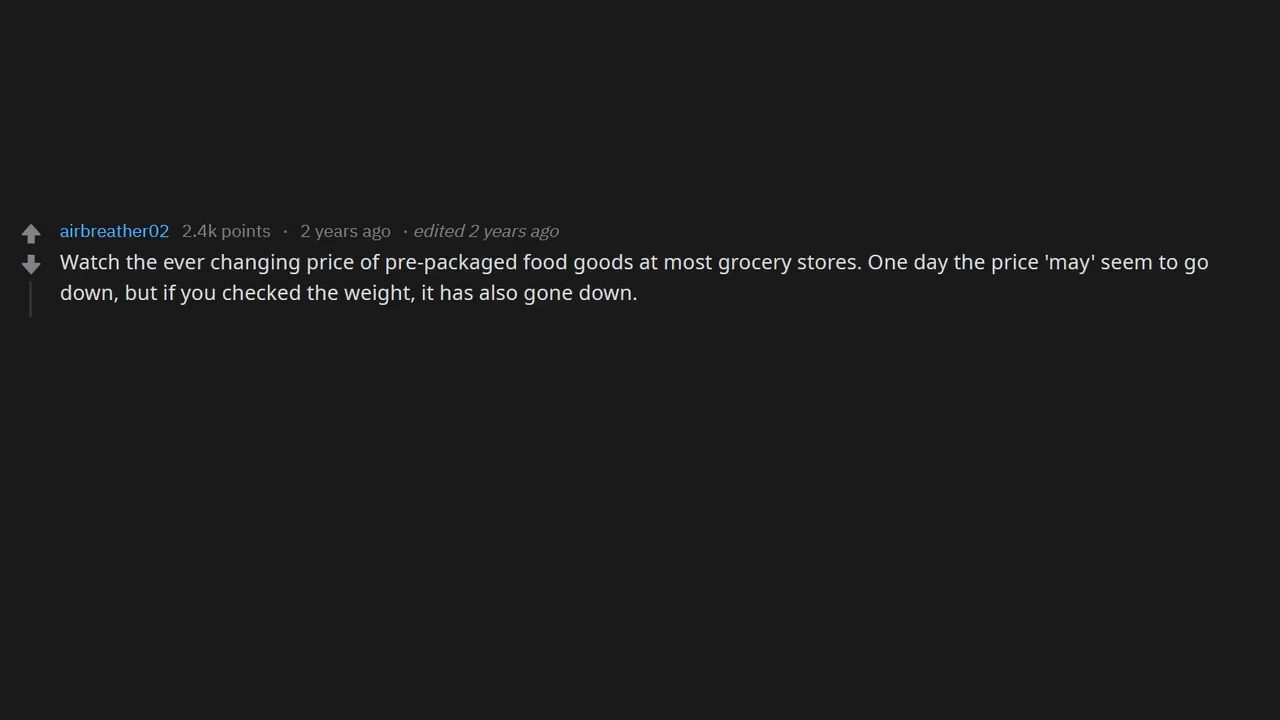 airbreather02 2.4k points · 2 years ago · edited 2 years ago
Watch the ever changing price of pre-packaged food goods at most grocery stores. One day the price 'may' seem to go
down, but if you checked the weight, it has also gone down.